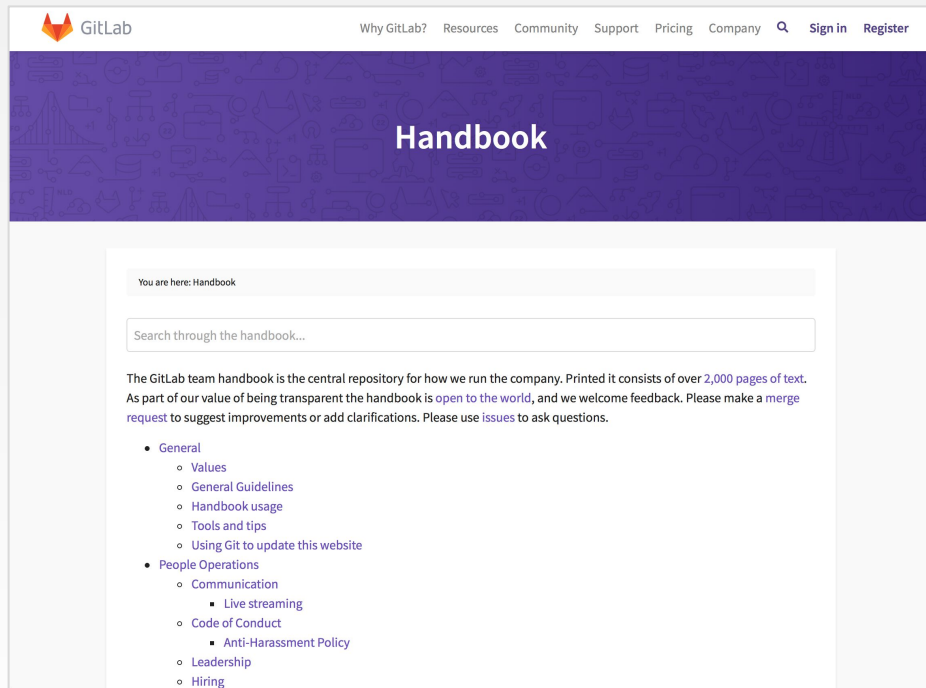 GitLab
Why GitLab? Resources Community Support Pricing Company Sign in Register
Handbook
You are here: Handbook
Search through the handbook...
The GitLab team handbook is the central repository for how we run the company. Printed it consists of over 2,000 pages of text.
As part of our value of being transparent the handbook is open to the world, and we welcome feedback. Please make a merge
request to suggest improvements or add clarifications. Please use issues to ask questions.
General
Values
General Guidelines
Handbook usage
Tools and tips
Using Git to update this website
People Operations
Communication
Live streaming
Code of Conduct
Anti-Harassment Policy
Leadership
Hiring